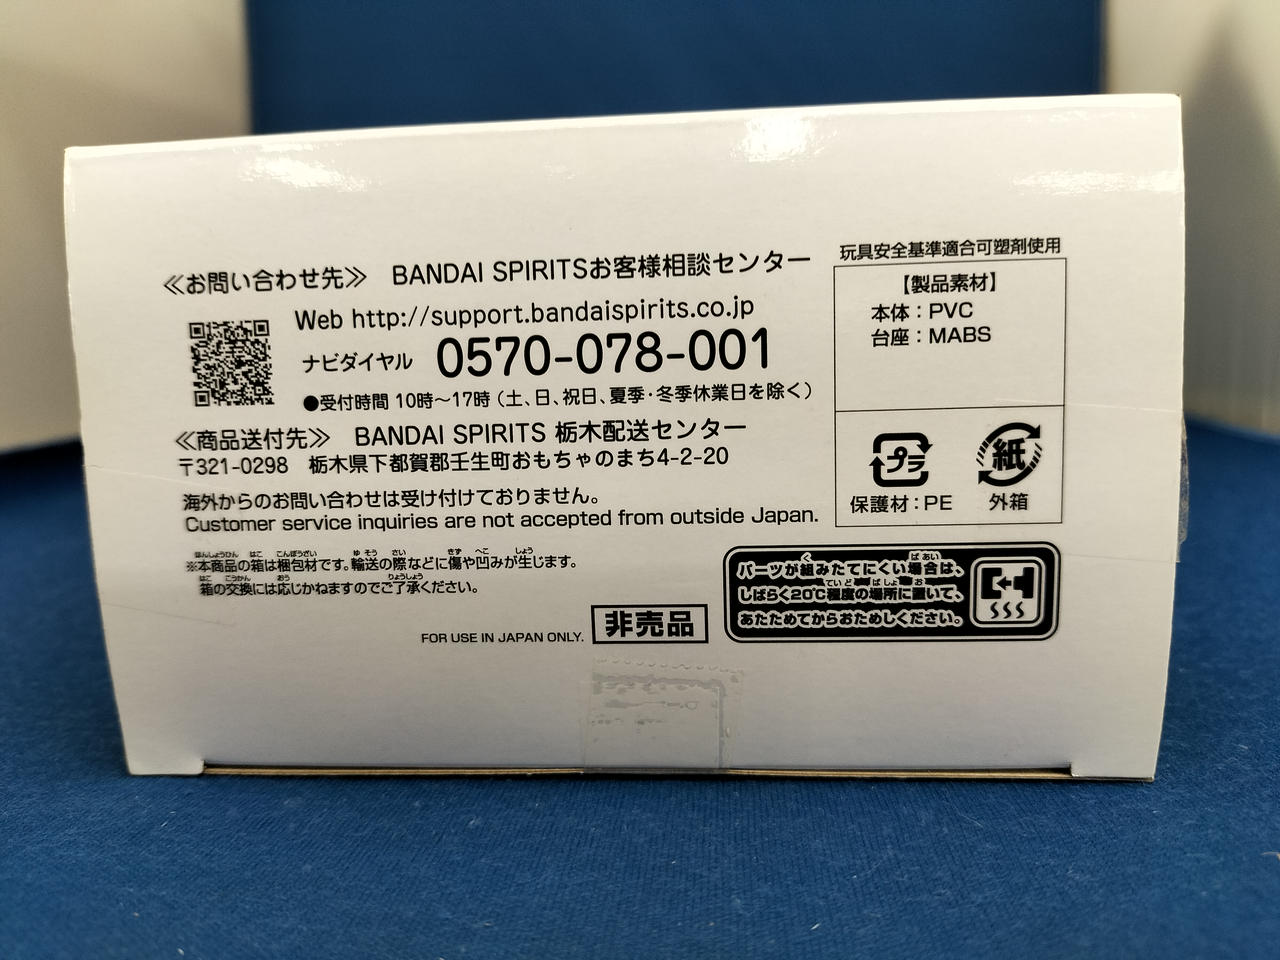 ≪お問い合わせ先≫ BANDAI SPIRITSお客様相談センター
Web http://support.bandaispirits.co.jp
ナビダイヤル 0570-078-001
●受付時間 10時～17時（土、日、祝日、夏季・冬季休業日を除く）
≪商品送付先≫ BANDAI SPIRITS 栃木配送センター
〒321-0298 栃木県下都賀郡壬生町おもちゃのまち4-2-20
海外からのお問い合わせは受け付けておりません。
Customer service inquiries are not accepted from outside Japan.
※本商品の箱は梱包材です。輸送の際などに傷や凹みが生じます。
箱の交換には応じかねますのでご了承ください。
FOR USE IN JAPAN ONLY.
非売品
玩具安全基準適合可塑剤使用
【製品素材】
本体：PVC
台座：MABS
プラ
紙
保護材：PE
外箱
パーツが組みたてにくい場合は、
しばらく20℃程度の場所に置いて、
あたためてからおためしください。